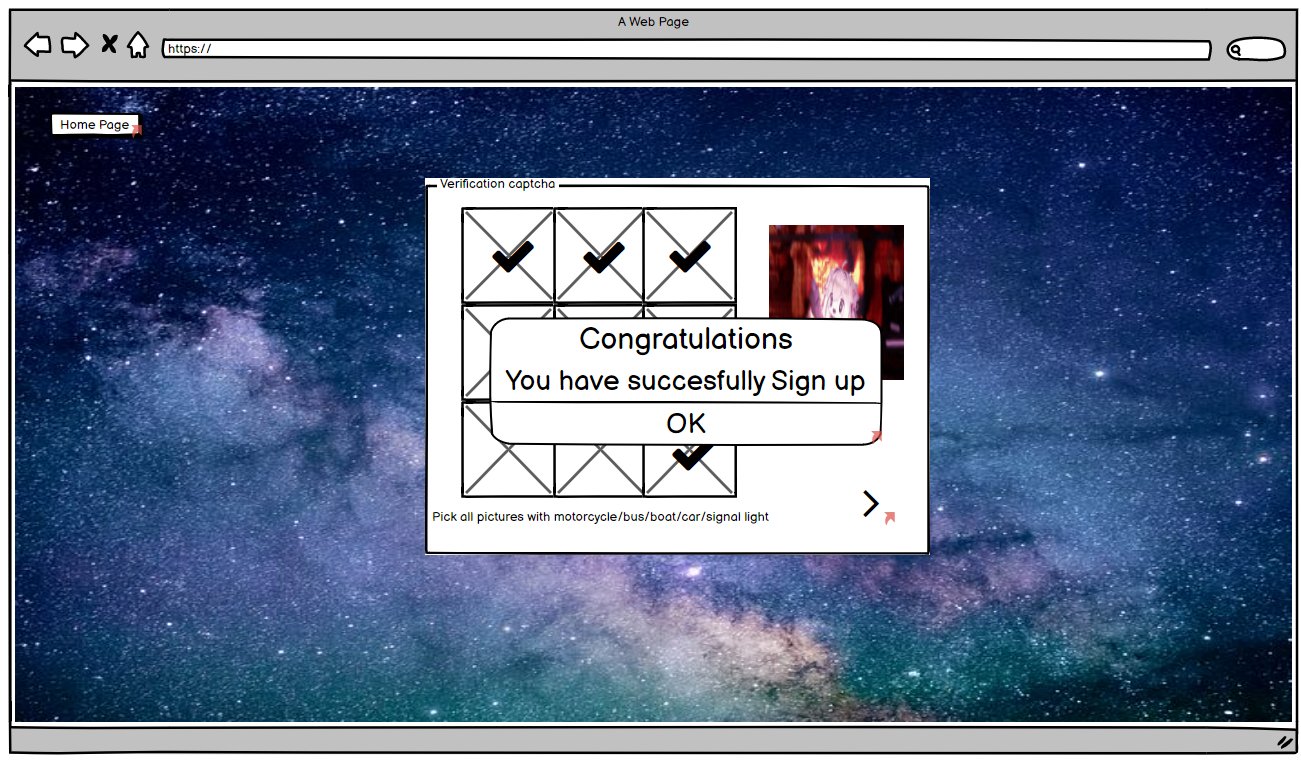 A Web Page
https://
Home Page
Verification captcha
Congratulations
You have succesfully Sign up
OK
Pick all pictures with motorcycle/bus/boat/car/signal light